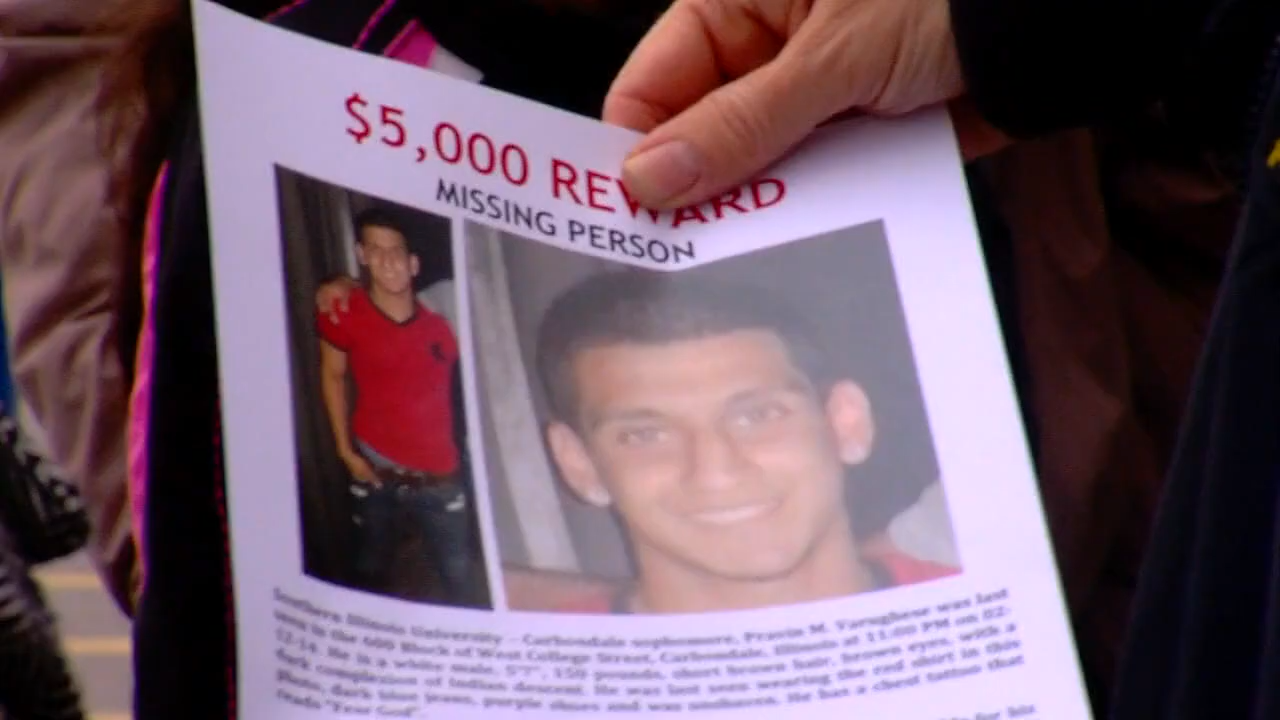 $5,000 REWARD
MISSING PERSON
Southern Illinois University - Carbondale sophomore, Pravin M. Varughese was last
seen in the 600 Block of West College Street, Carbondale, Illinois at 11:00 PM on 02-
12-14. He is a white male, 5'7", 150 pounds, short brown hair, brown eyes, with a
dark complexion of Indian descent. He was last seen wearing the red shirt in this
photo, dark blue jeans, purple shoes and was unshaven. He has a chest tattoo that
reads "Fear God".
for his